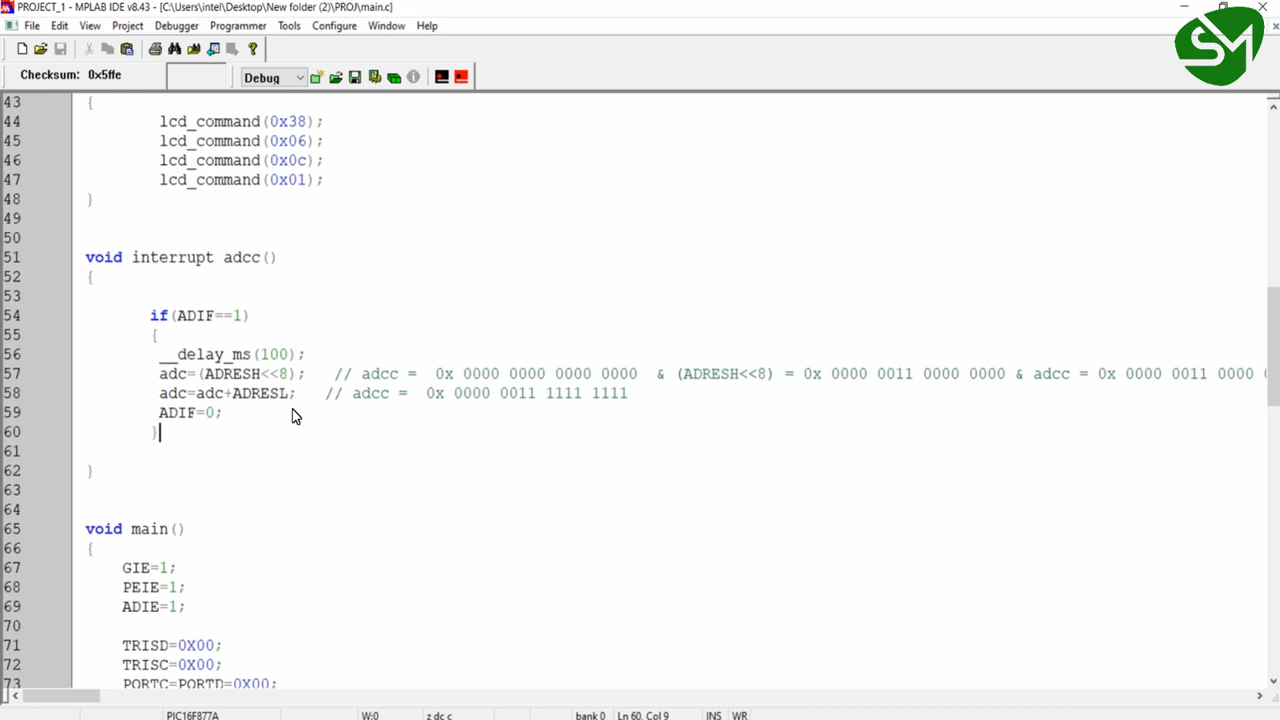 PROJECT_1 - MPLAB IDE v8.43 - [C:\Users\intel\Desktop\New folder (2)\PROJ\main.c]
File Edit View Project Debugger Programmer Tools Configure Window Help
SM
Checksum: 0x5ffe
Debug
43 {
44 lcd_command(0x38);
45 lcd_command(0x06);
46 lcd_command(0x0c);
47 lcd_command(0x01);
48 }
49
50
51 void interrupt adcc()
52 {
53
54 if(ADIF==1)
55 {
56 __delay_ms(100);
57 adc=(ADRESH<<8); // adcc = 0x 0000 0000 0000 0000 & (ADRESH<<8) = 0x 0000 0011 0000 0000 & adcc = 0x 0000 0011 0000
58 adc=adc+ADRESL; // adcc = 0x 0000 0011 1111 1111
59 ADIF=0;
60 }
61
62 }
63
64
65 void main()
66 {
67 GIE=1;
68 PEIE=1;
69 ADIE=1;
70
71 TRISD=0X00;
72 TRISC=0X00;
73 PORTC=PORTD=0X00;
PIC16F877A W:0 z dc c bank 0 Ln 60, Col 9 INS WR